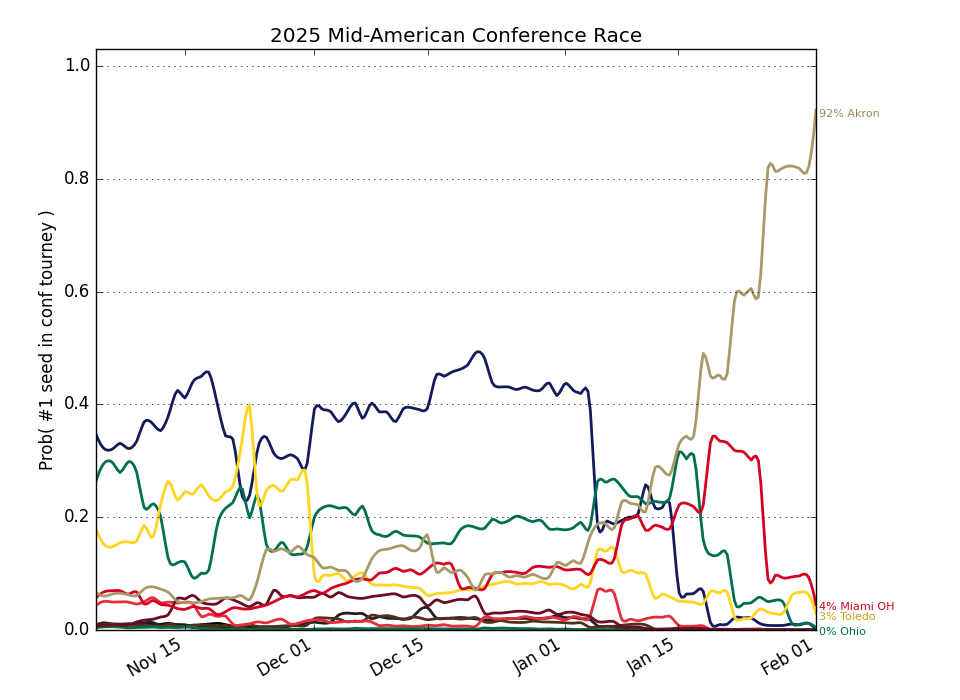 2025 Mid-American Conference Race
Prob( #1 seed in conf tourney )
1.0
0.8
0.6
0.4
0.2
0.0
92% Akron
4% Miami OH
3% Toledo
0% Ohio
Nov 15
Dec 01
Dec 15
Jan 01
Jan 15
Feb 01